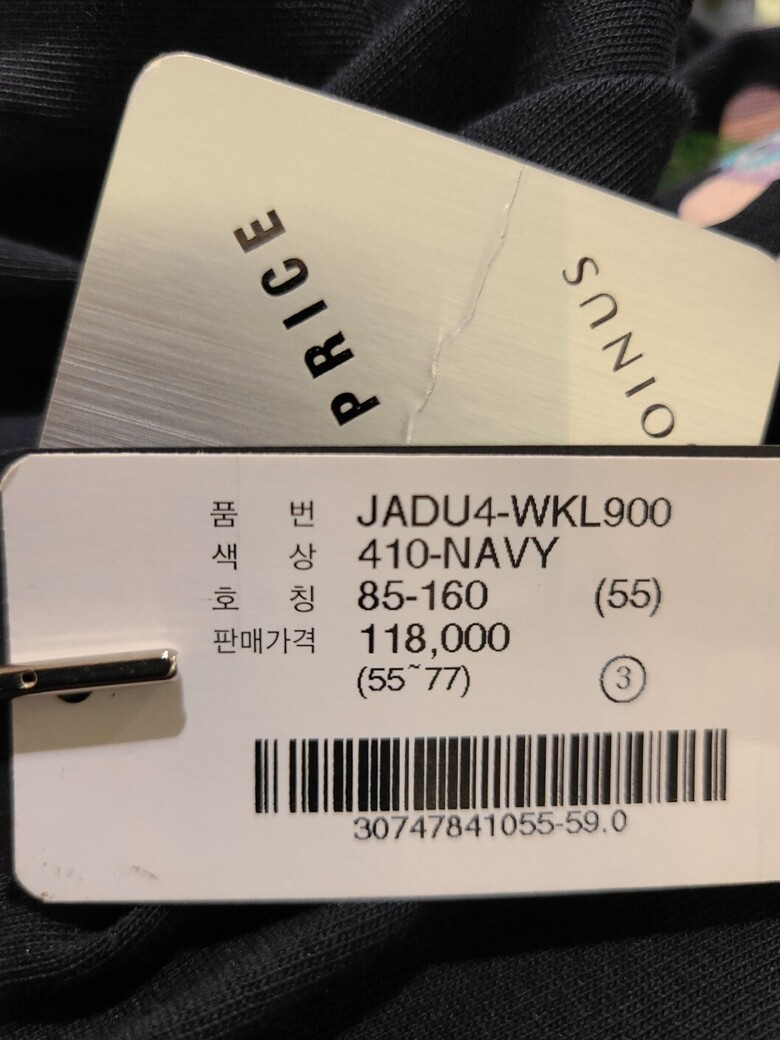 PRICE
OINUS
품 번 JADU4-WKL900
색 상 410-NAVY
호 칭 85-160 (55)
판매가격 118,000
(55~77) ③
30747841055-59.0